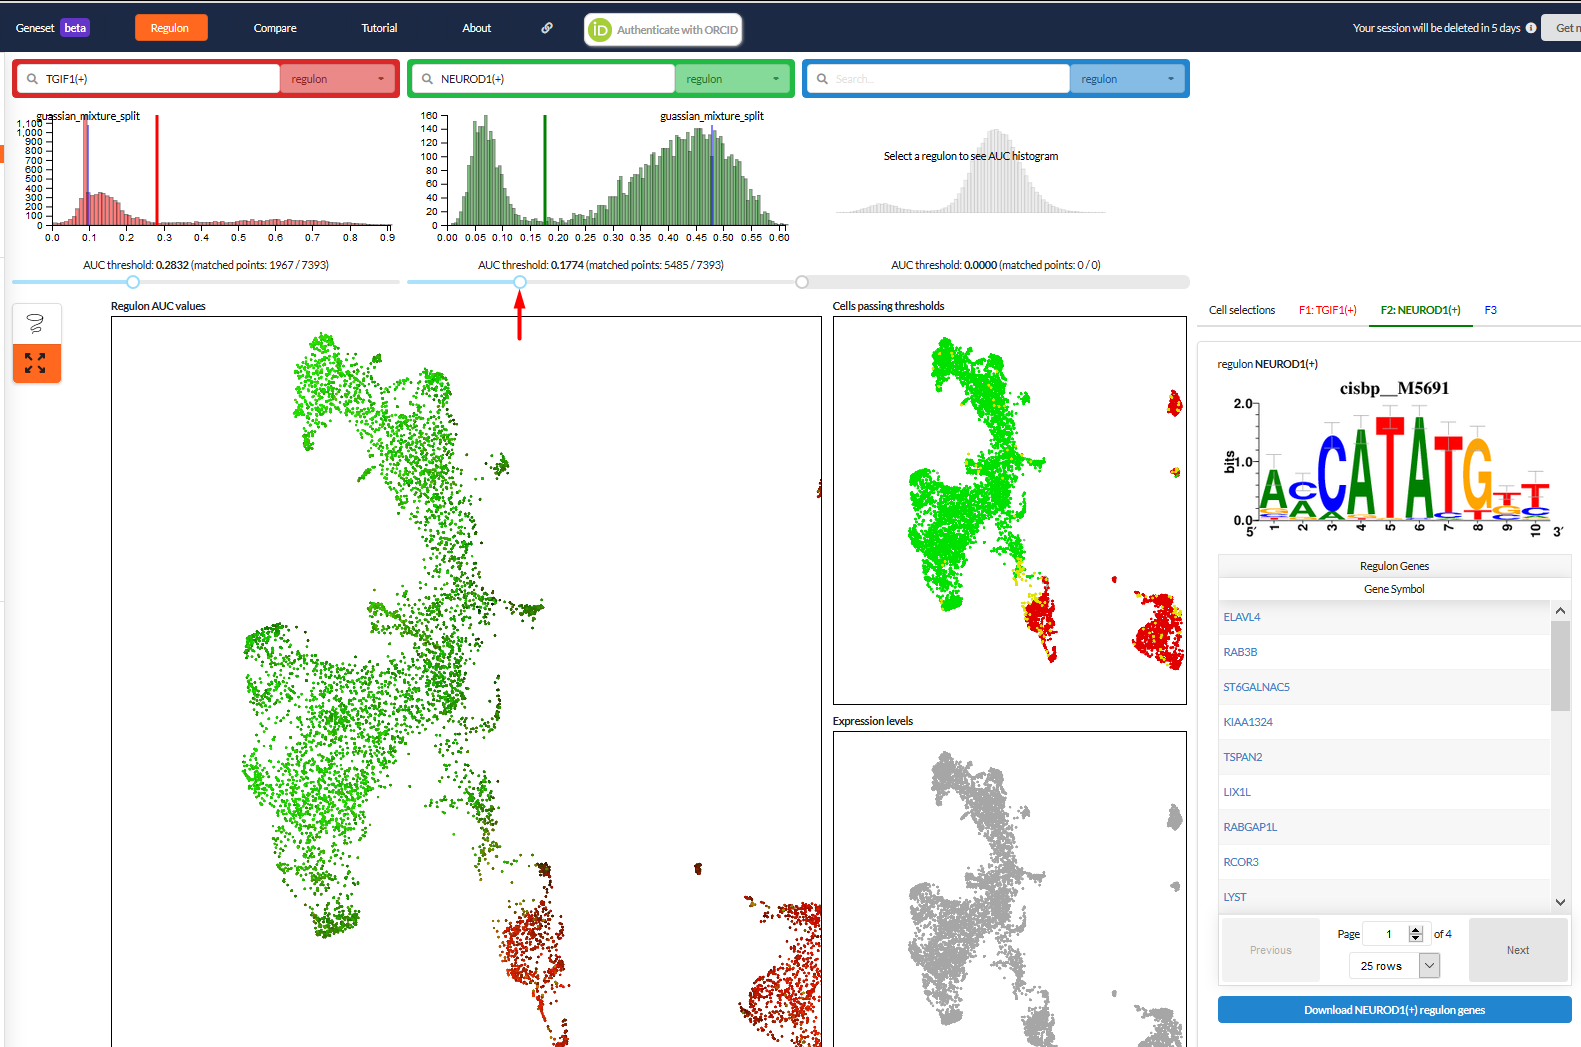 Geneset beta Regulon Compare Tutorial About iD Authenticate with ORCID Your session will be deleted in 5 days Get n
TGIF1(+) regulon NEUROD1(+) regulon Search... regulon
guassian_mixture_split
1,100
1,000
900
800
700
600
500
400
300
200
100
0
0.0 0.1 0.2 0.3 0.4 0.5 0.6 0.7 0.8 0.9
AUC threshold: 0.2832 (matched points: 1967 / 7393)
guassian_mixture_split
160
140
120
100
80
60
40
20
0
0.00 0.05 0.10 0.15 0.20 0.25 0.30 0.35 0.40 0.45 0.50 0.55 0.60
AUC threshold: 0.1774 (matched points: 5485 / 7393)
Select a regulon to see AUC histogram
AUC threshold: 0.0000 (matched points: 0 / 0)
Regulon AUC values
Cells passing thresholds
Expression levels
Cell selections F1: TGIF1(+) F2: NEUROD1(+) F3
regulon NEUROD1(+)
cisbp__M5691
2.0
1.0
0.0
bits
5′ 1 2 3 4 5 6 7 8 9 10 3′
Regulon Genes
Gene Symbol
ELAVL4
RAB3B
ST6GALNAC5
KIAA1324
TSPAN2
LIX1L
RABGAP1L
RCOR3
LYST
Previous Page 1 of 4 Next
25 rows
Download NEUROD1(+) regulon genes